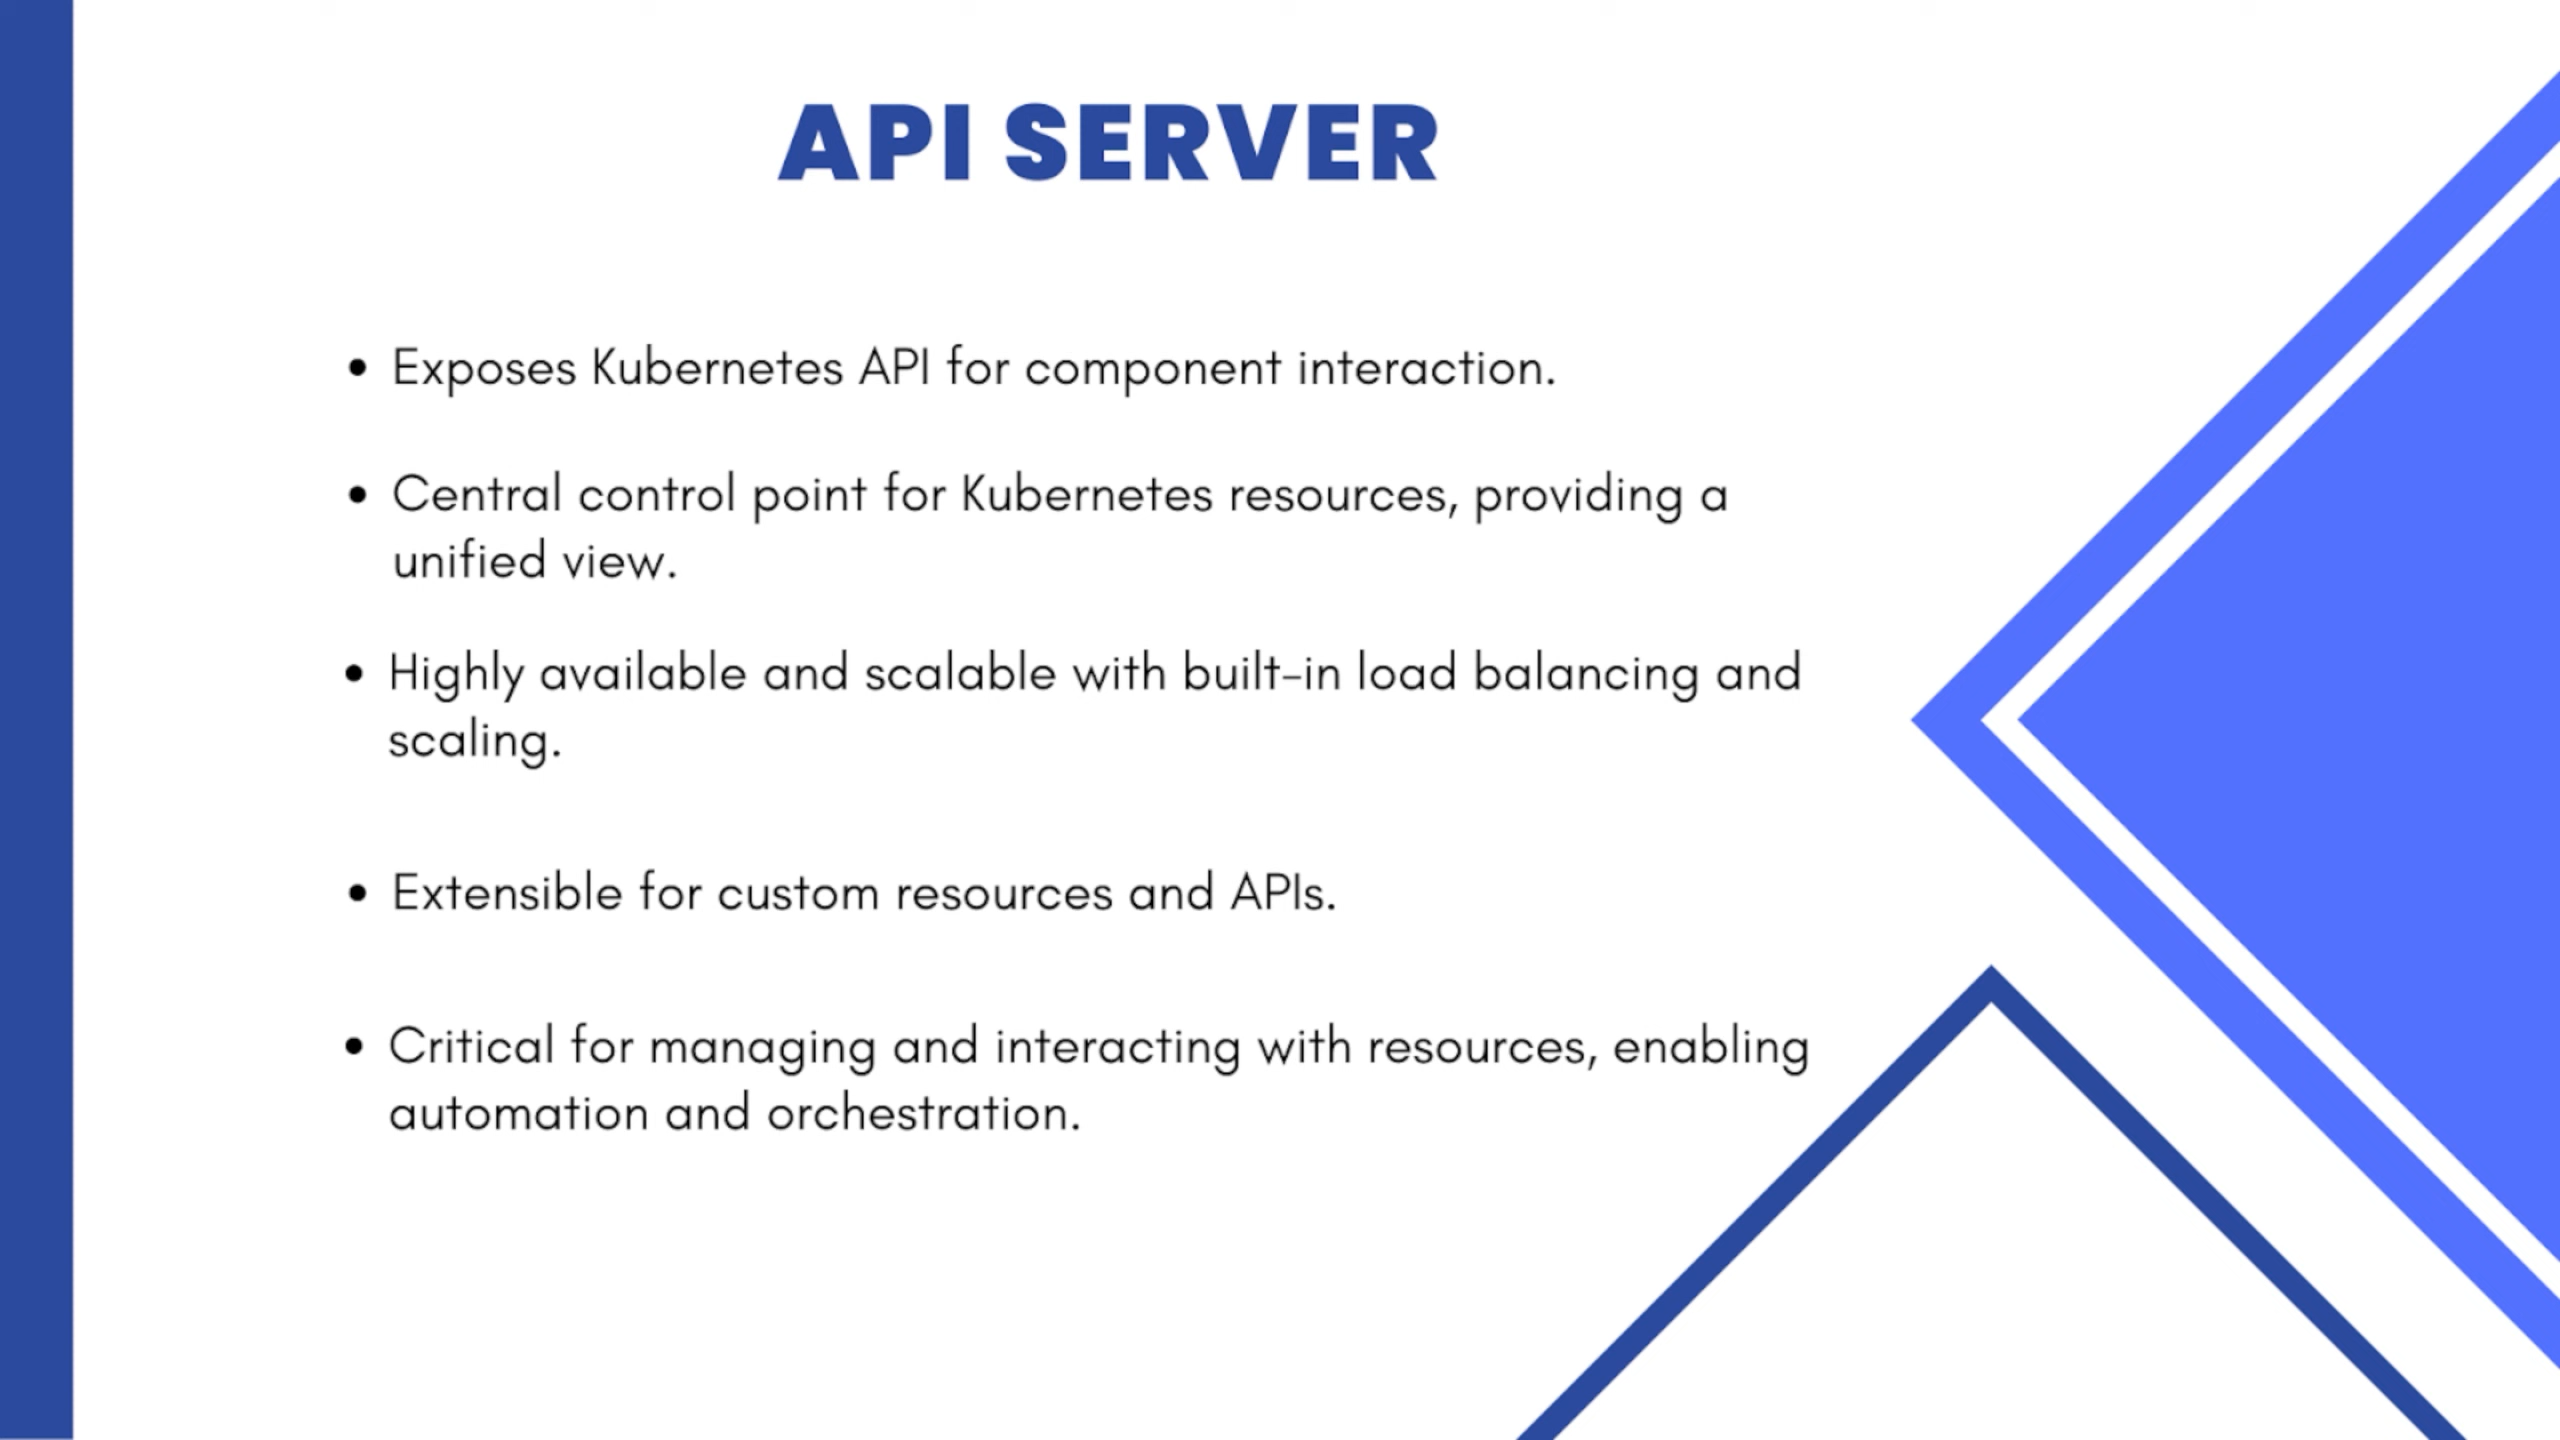 API SERVER
• Exposes Kubernetes API for component interaction.
• Central control point for Kubernetes resources, providing a
unified view.
• Highly available and scalable with built-in load balancing and
scaling.
• Extensible for custom resources and APIs.
• Critical for managing and interacting with resources, enabling
automation and orchestration.